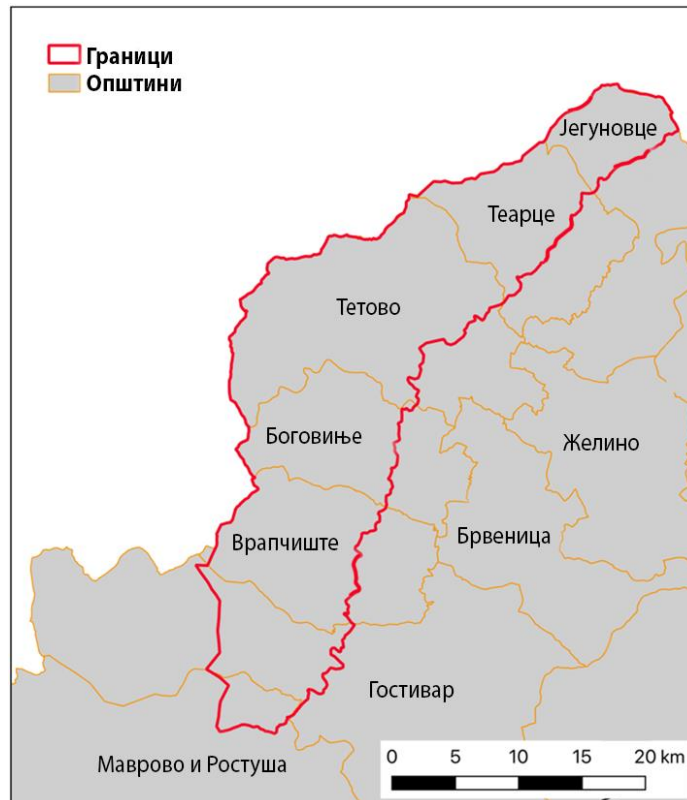 Граници
Општини
Јегуновце
Теарце
Тетово
Боговиње
Желино
Врапчиште
Брвеница
Гостивар
Маврово и Ростуша
0 5 10 15 20 km